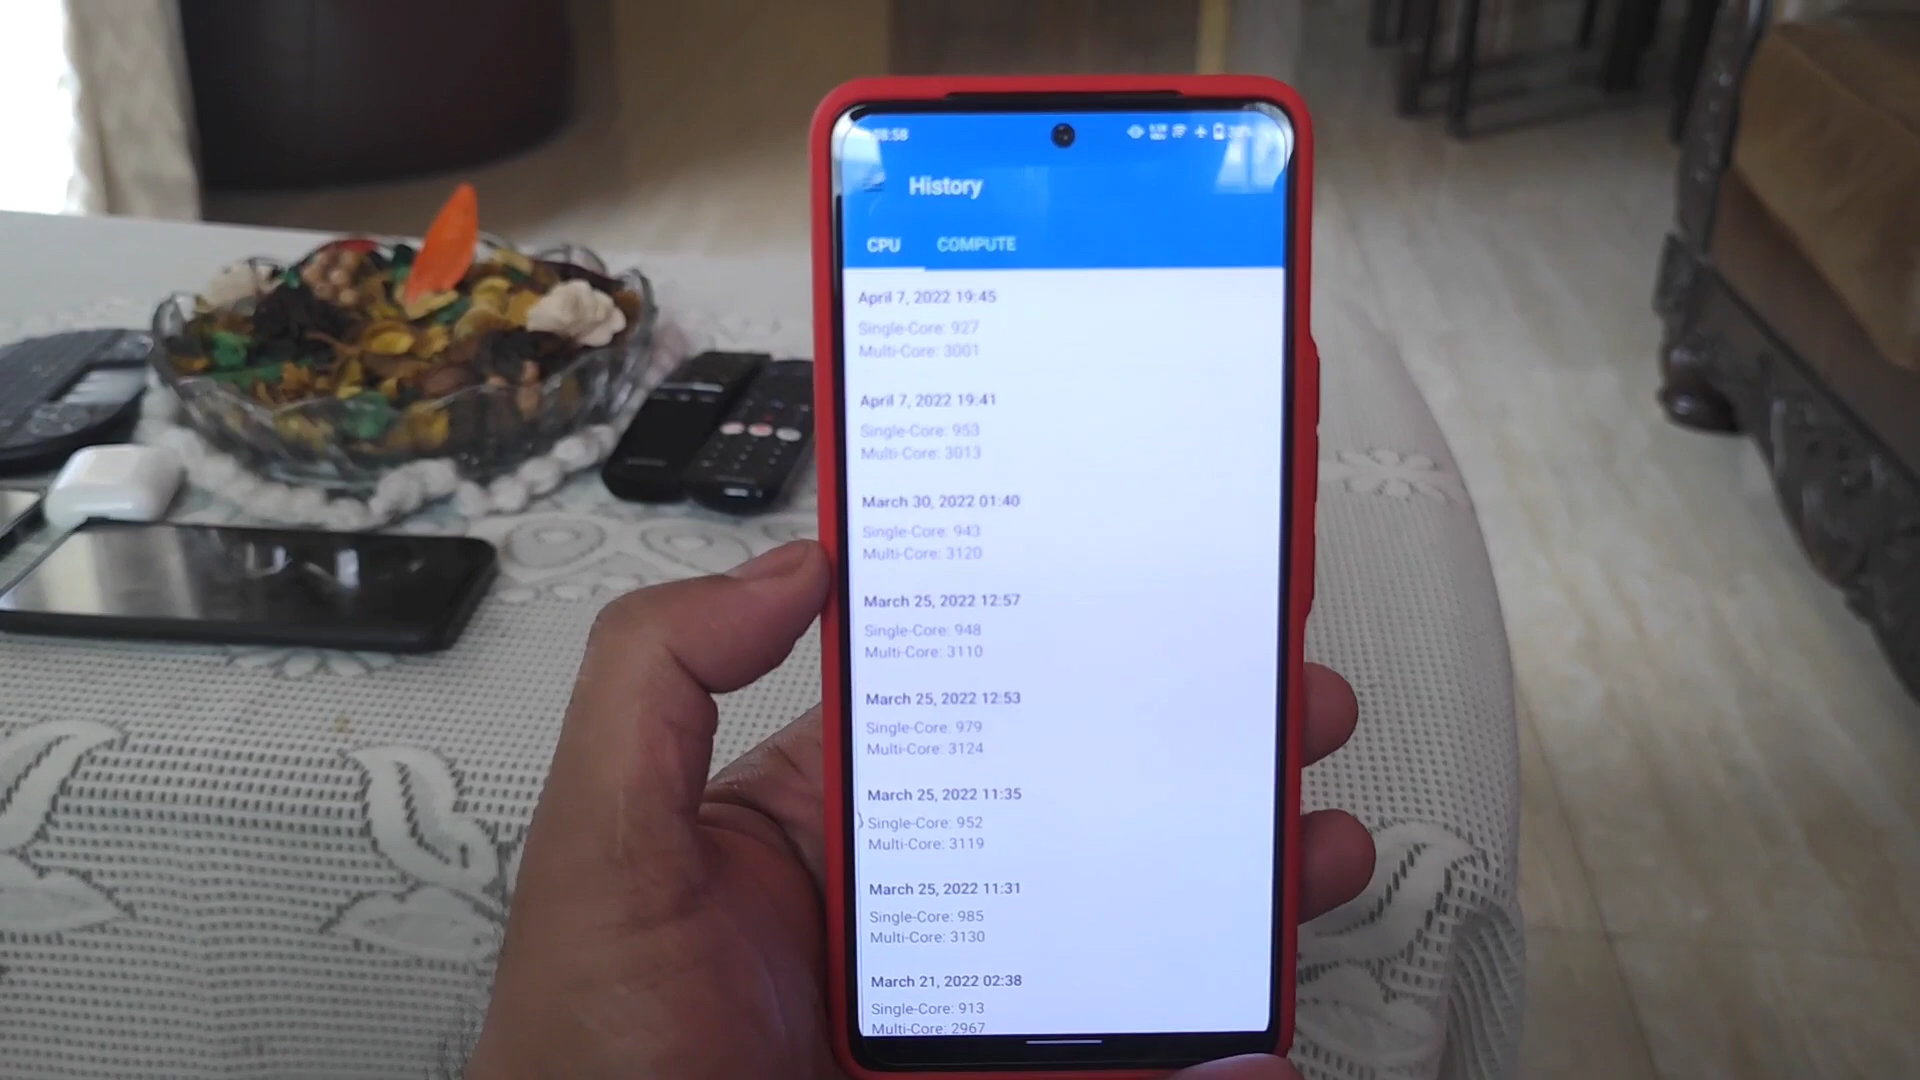 History
CPU COMPUTE
April 7, 2022 19:45
Single-Core: 927
Multi-Core: 3001
April 7, 2022 19:41
Single-Core: 953
Multi-Core: 3013
March 30, 2022 01:40
Single-Core: 943
Multi-Core: 3120
March 25, 2022 12:57
Single-Core: 948
Multi-Core: 3110
March 25, 2022 12:53
Single-Core: 979
Multi-Core: 3124
March 25, 2022 11:35
Single-Core: 952
Multi-Core: 3119
March 25, 2022 11:31
Single-Core: 985
Multi-Core: 3130
March 21, 2022 02:38
Single-Core: 913
Multi-Core: 2967